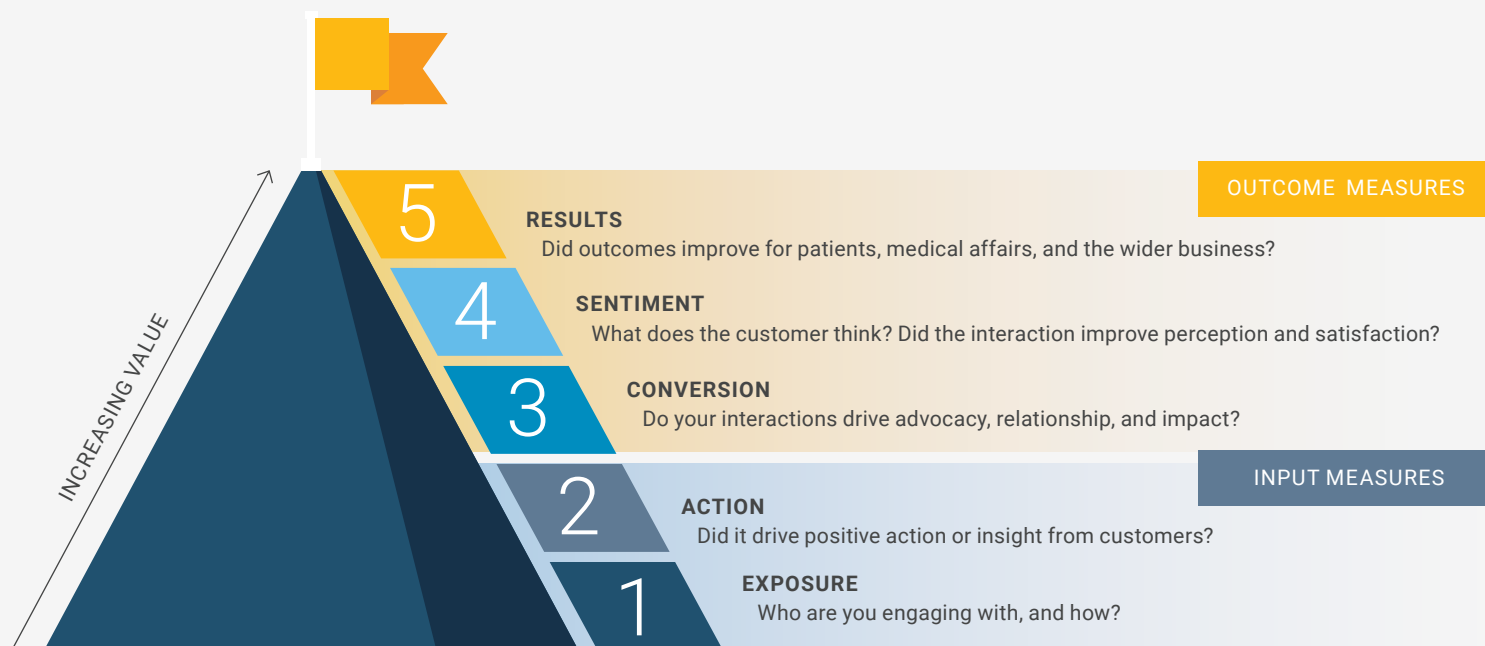 OUTCOME MEASURES
5
RESULTS
Did outcomes improve for patients, medical affairs, and the wider business?
4
SENTIMENT
What does the customer think? Did the interaction improve perception and satisfaction?
3
CONVERSION
Do your interactions drive advocacy, relationship, and impact?
INCREASING VALUE
INPUT MEASURES
2
ACTION
Did it drive positive action or insight from customers?
1
EXPOSURE
Who are you engaging with, and how?